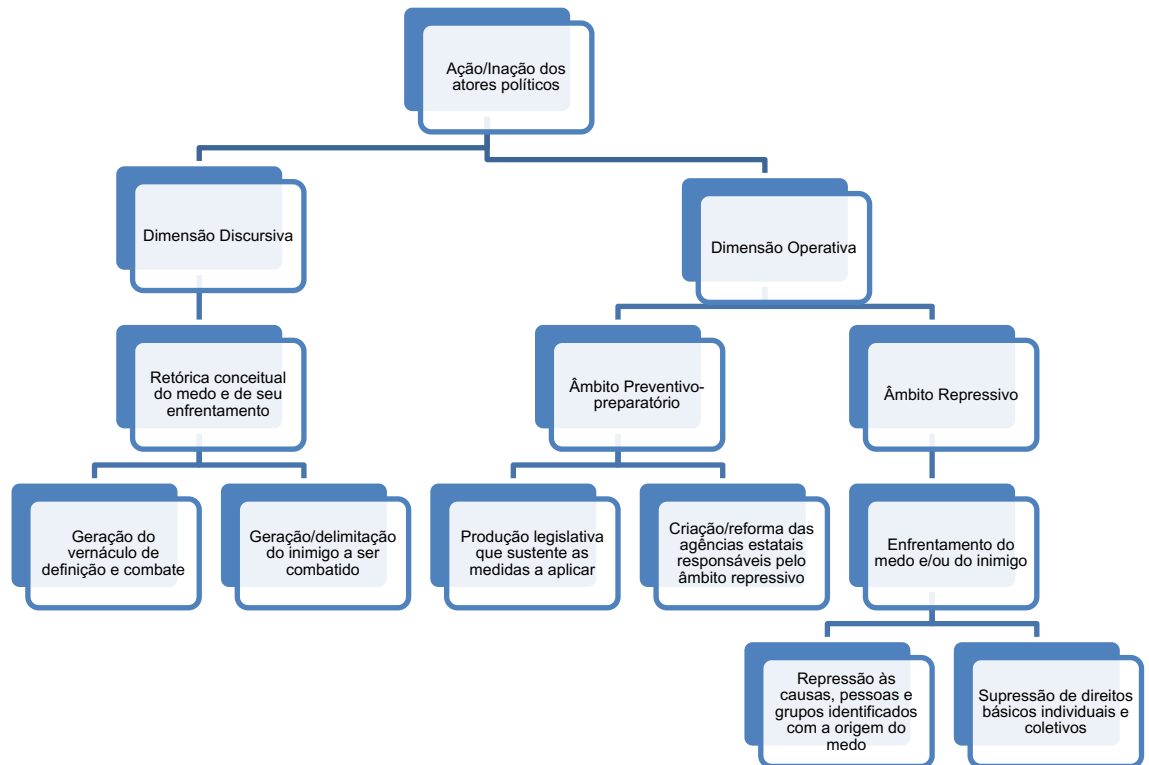 Ação/Inação dos
atores políticos
Dimensão Discursiva
Dimensão Operativa
Retórica conceitual
do medo e de seu
enfrentamento
Âmbito Preventivo-
preparatório
Âmbito Repressivo
Geração do
vernáculo de
definição e combate
Geração/delimitação
do inimigo a ser
combatido
Produção legislativa
que sustente as
medidas a aplicar
Criação/reforma das
agências estatais
responsáveis pelo
âmbito repressivo
Enfrentamento do
medo e/ou do inimigo
Repressão às
causas, pessoas e
grupos identificados
com a origem do
medo
Supressão de direitos
básicos individuais e
coletivos